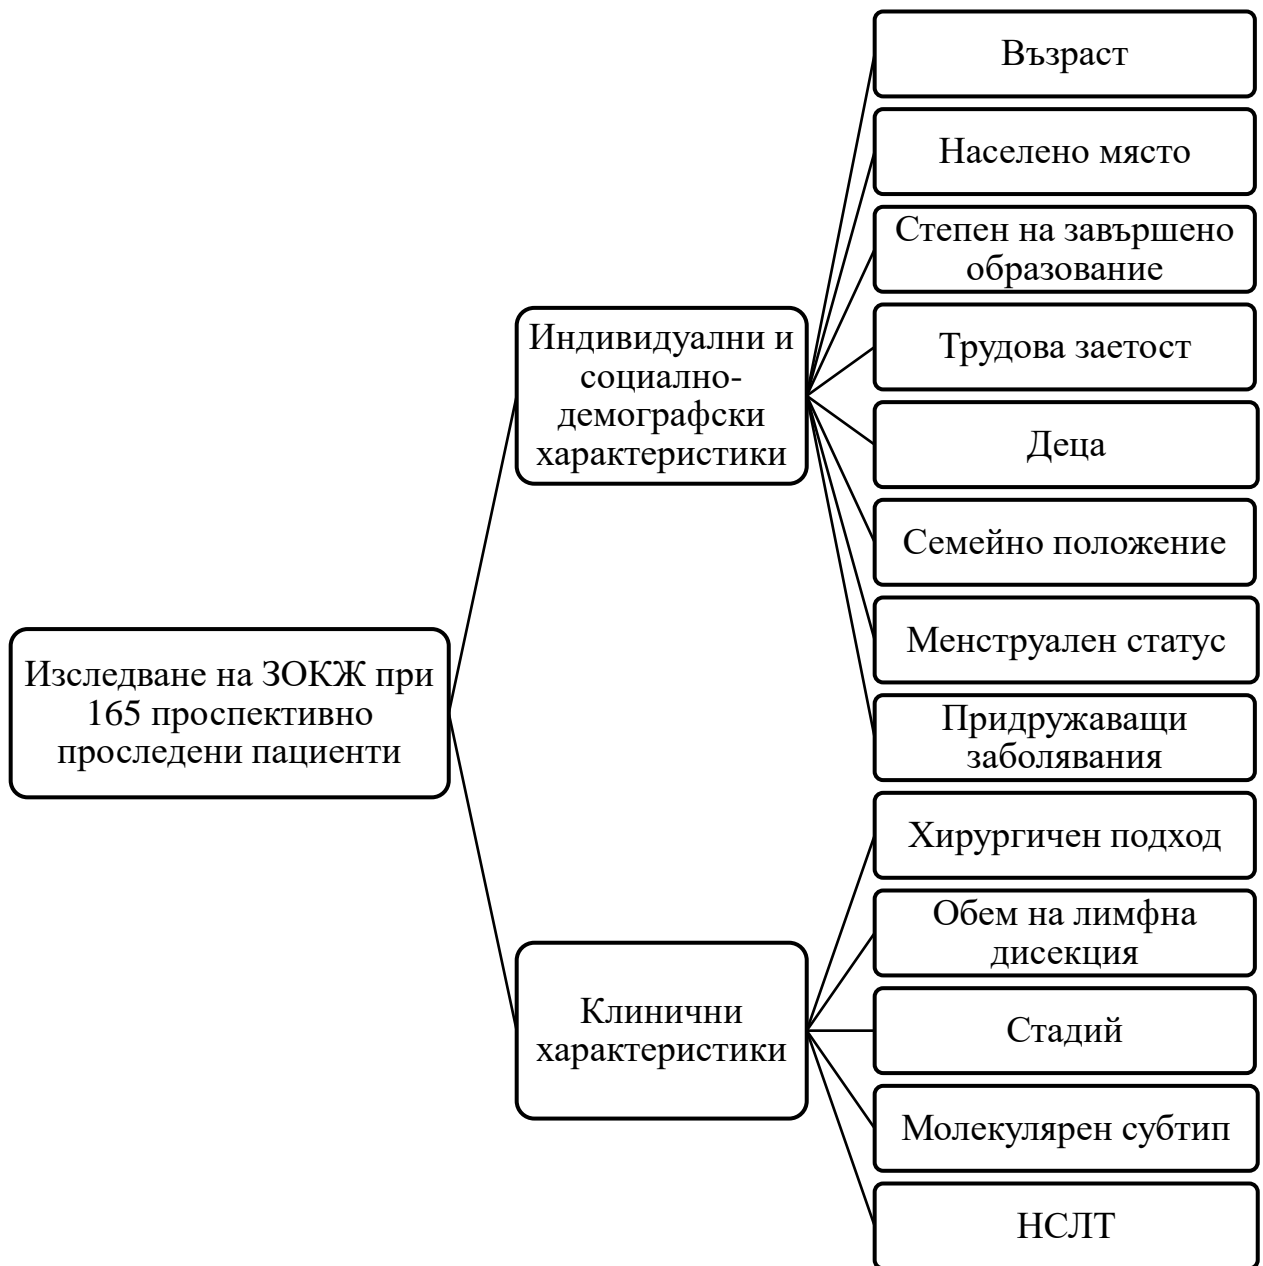 Възраст
Населено място
Степен на завършено
образование
Трудова заетост
Деца
Семейно положение
Менструален статус
Придружаващи
заболявания
Индивидуални и
социално-
демографски
характеристики
Изследване на ЗОКЖ при
165 проспективно
проследени пациенти
Клинични
характеристики
Хирургичен подход
Обем на лимфна
дисекция
Стадий
Молекулярен субтип
НСЛТ